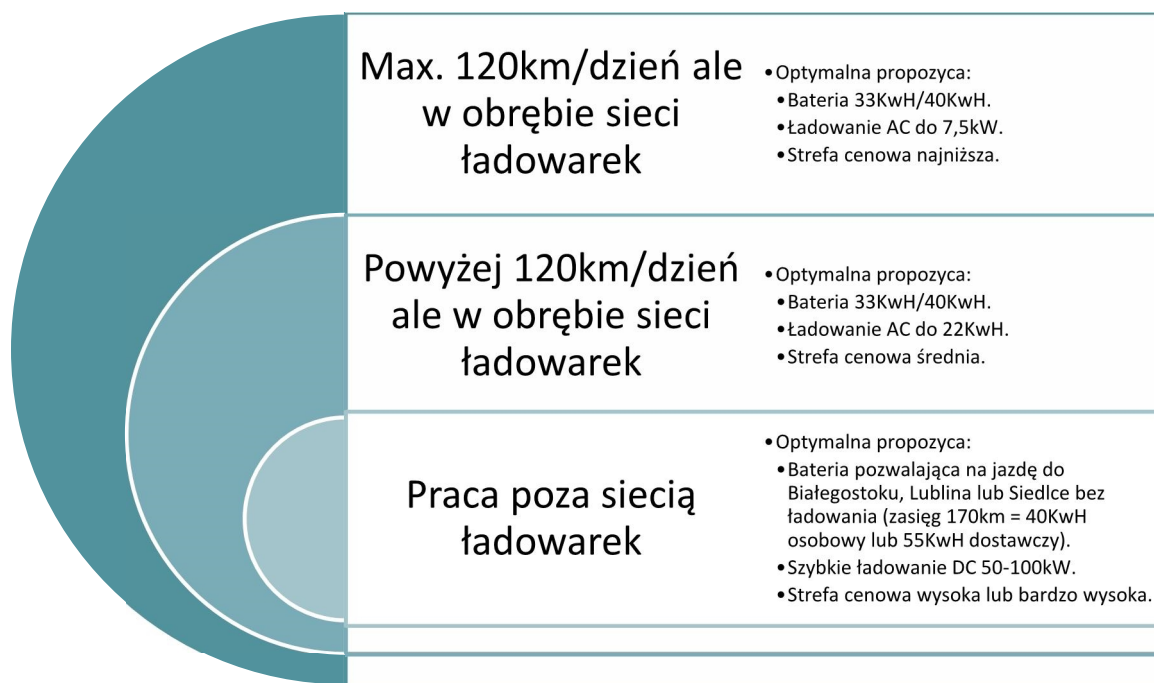 Max. 120km/dzień ale
w obrębie sieci
ładowarek
•Optymalna propozyca:
•Bateria 33KwH/40KwH.
•Ładowanie AC do 7,5kW.
•Strefa cenowa najniższa.
Powyżej 120km/dzień
ale w obrębie sieci
ładowarek
•Optymalna propozyca:
•Bateria 33KwH/40KwH.
•Ładowanie AC do 22KwH.
•Strefa cenowa średnia.
Praca poza siecią
ładowarek
•Optymalna propozyca:
•Bateria pozwalająca na jazdę do
Białegostoku, Lublina lub Siedlce bez
ładowania (zasięg 170km = 40KwH
osobowy lub 55KwH dostawczy).
•Szybkie ładowanie DC 50-100kW.
•Strefa cenowa wysoka lub bardzo wysoka.